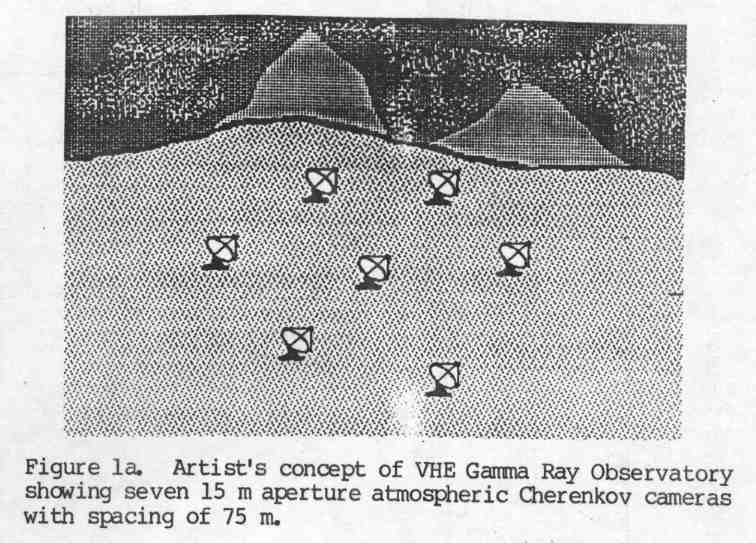 Figure 1a.  Artist's concept of VHE Gamma Ray Observatory
showing seven 15 m aperture atmospheric Cherenkov cameras
with spacing of 75 m.